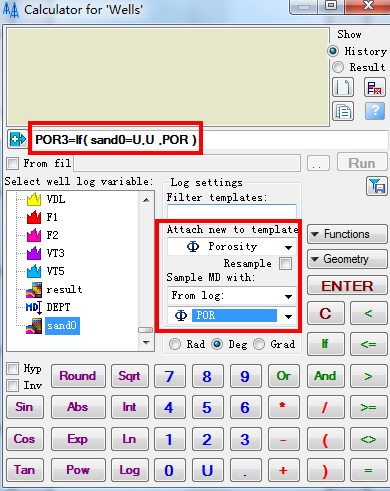 Calculator for 'Wells'
Show
History
Result
POR3=If( sand0=U,U ,POR )
From fil
..
Run
Select well log variable:
VDL
F1
F2
VT3
VT5
result
MD DEPT
sand0
Log settings
Filter templates:
Attach new to template
Φ Porosity
Resample
Sample MD with:
From log:
Φ POR
Rad Deg Grad
Functions
Geometry
ENTER
C <
If <=
Hyp
Inv
Round Sqrt 7 8 9 Or And >
Sin Abs Int 4 5 6 * / >=
Cos Exp Ln 1 2 3 - ( <>
Tan Pow Log 0 U . + ) =